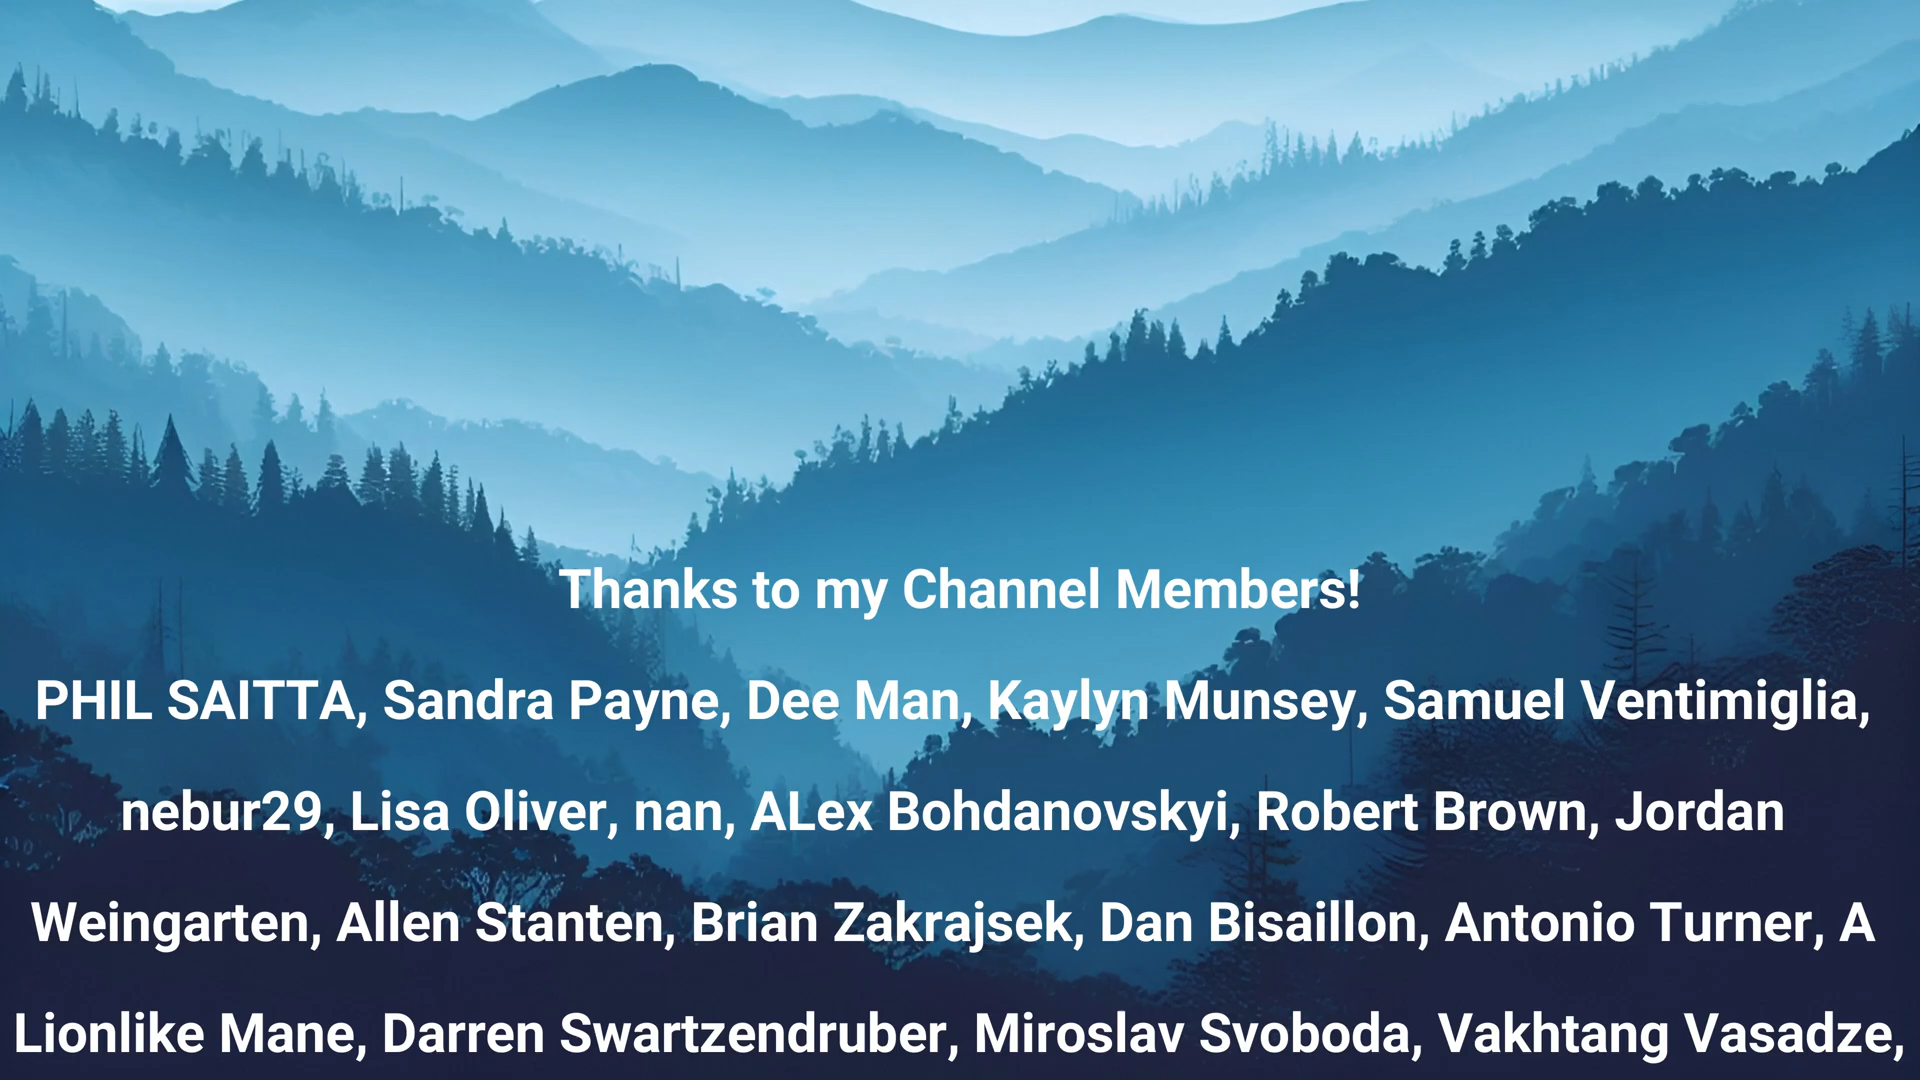 Thanks to my Channel Members!
PHIL SAITTA, Sandra Payne, Dee Man, Kaylyn Munsey, Samuel Ventimiglia,
nebur29, Lisa Oliver, nan, ALex Bohdanovskyi, Robert Brown, Jordan
Weingarten, Allen Stanten, Brian Zakrajsek, Dan Bisaillon, Antonio Turner, A
Lionlike Mane, Darren Swartzendruber, Miroslav Svoboda, Vakhtang Vasadze,